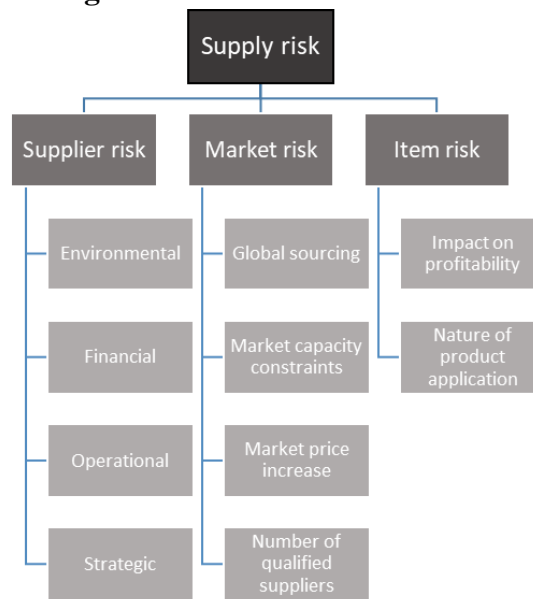 Supply risk
Supplier risk
Market risk
Item risk
Environmental
Financial
Operational
Strategic
Global sourcing
Market capacity
constraints
Market price
increase
Number of
qualified
suppliers
Impact on
profitability
Nature of
product
application